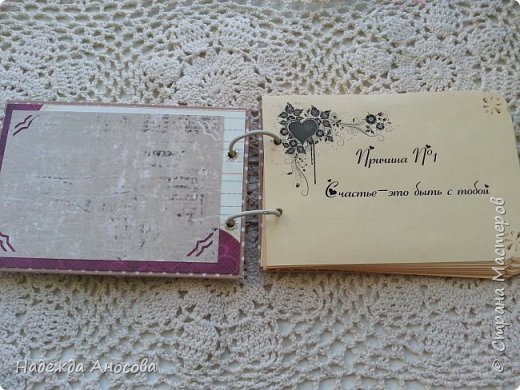 Причина №1
Счастье-это быть с тобой
Надежда Аносова
© Страна Мастеров